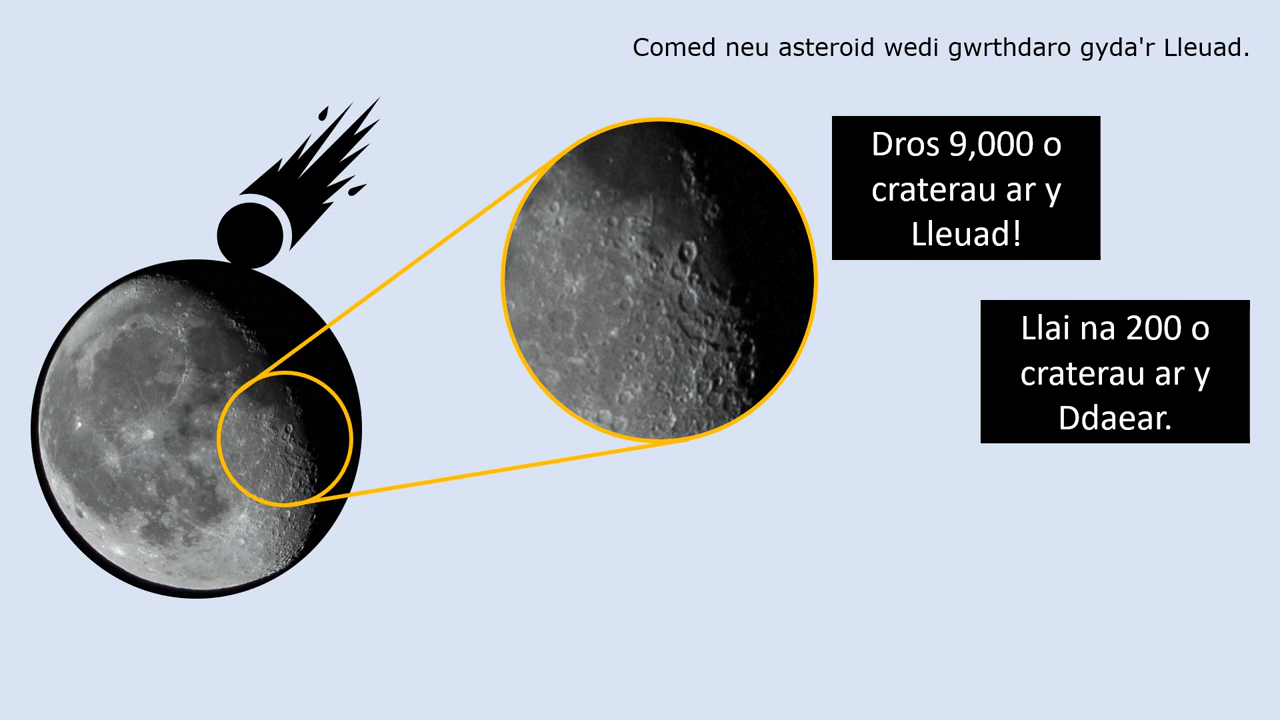 Comed neu asteroid wedi gwrthdaro gyda'r Lleuad.
Dros 9,000 o
craterau ar y
Lleuad!
Llai na 200 o
craterau ar y
Ddaear.